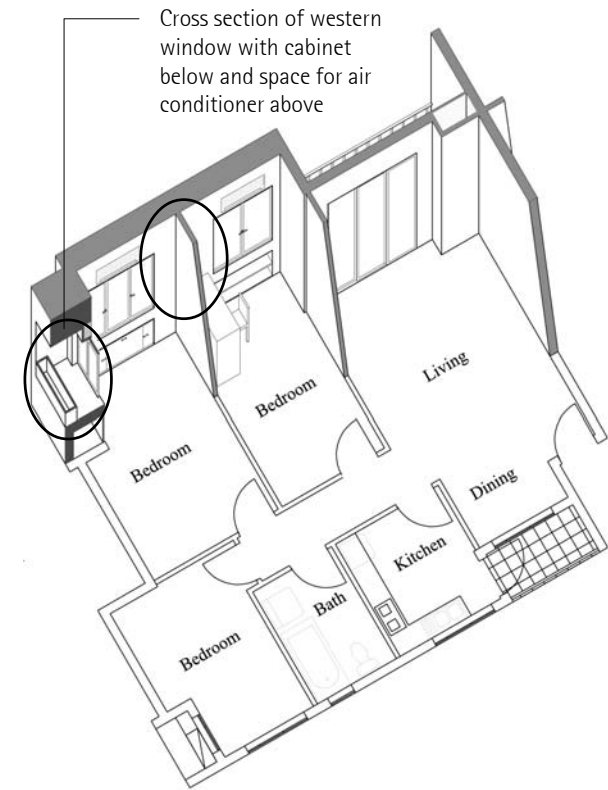 Cross section of western
window with cabinet
below and space for air
conditioner above
Living
Bedroom
Bedroom
Dining
Kitchen
Bath
Bedroom